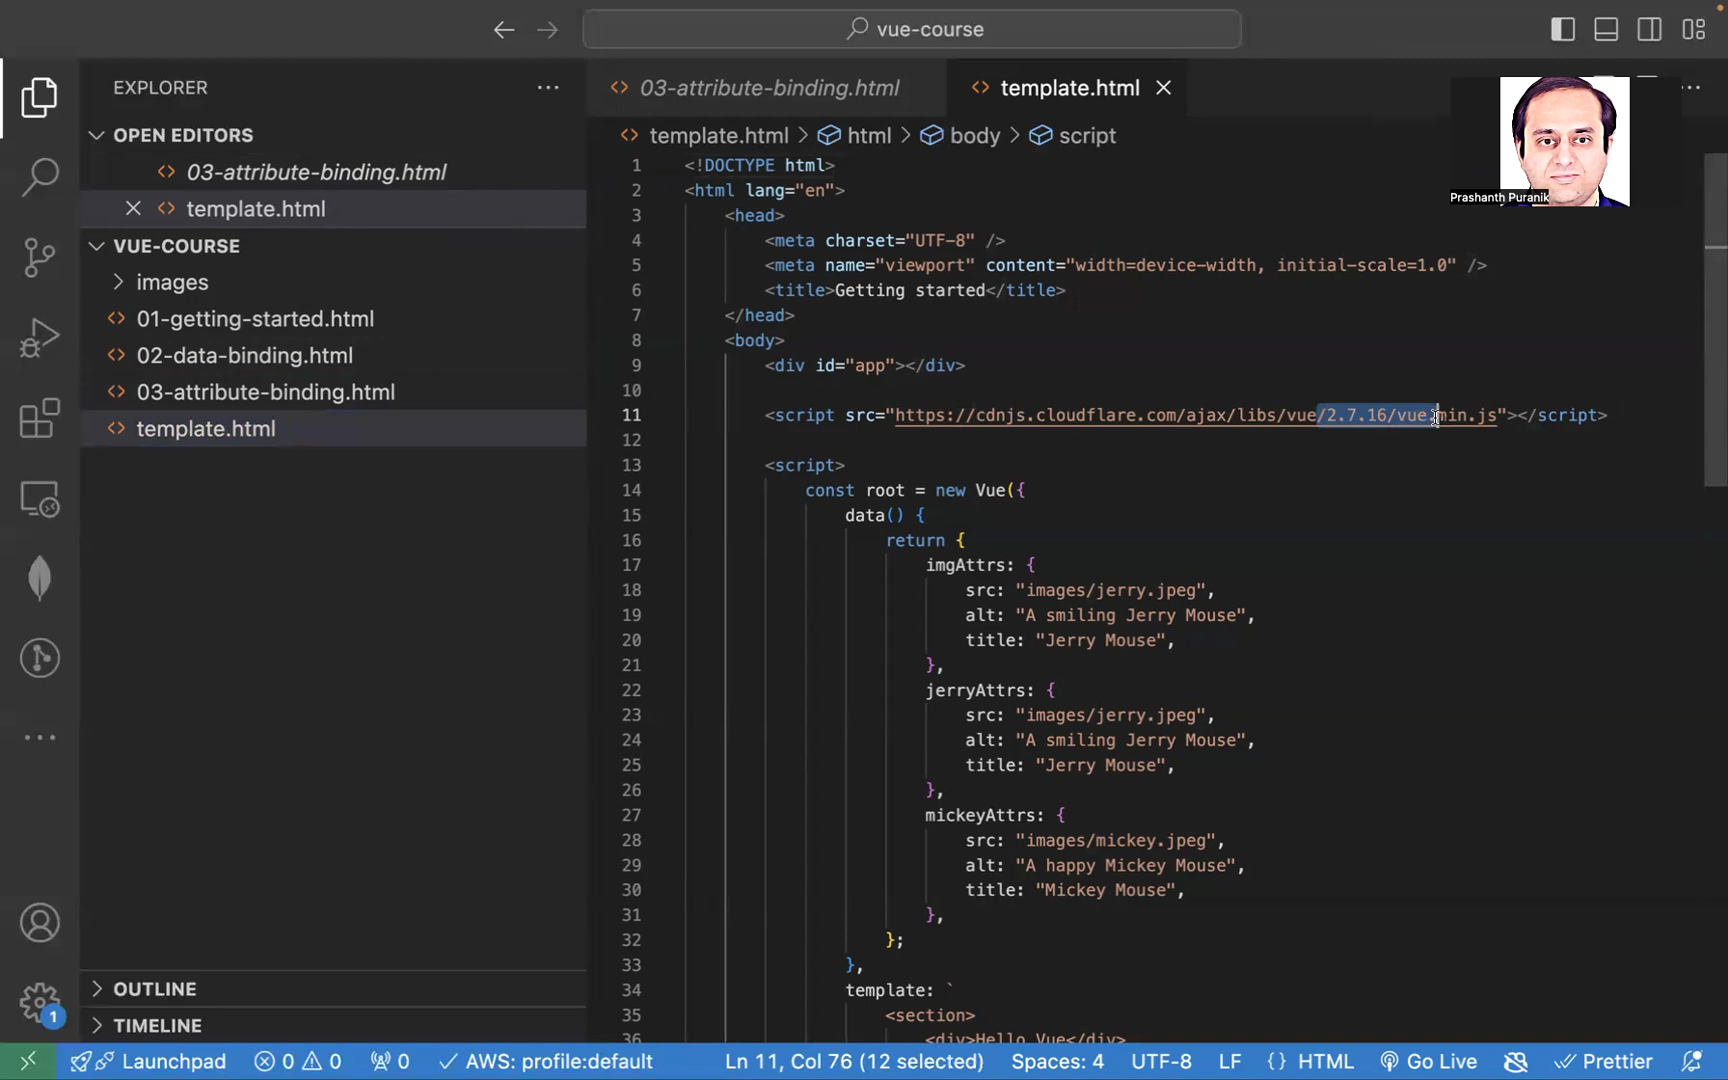 vue-course
EXPLORER
OPEN EDITORS
03-attribute-binding.html
template.html
VUE-COURSE
images
01-getting-started.html
02-data-binding.html
03-attribute-binding.html
template.html
OUTLINE
TIMELINE
1
03-attribute-binding.html
template.html
template.html > html > body > script
1 <!DOCTYPE html>
2 <html lang="en">
3 <head>
4 <meta charset="UTF-8" />
5 <meta name="viewport" content="width=device-width, initial-scale=1.0" />
6 <title>Getting started</title>
7 </head>
8 <body>
9 <div id="app"></div>
10
11 <script src="https://cdnjs.cloudflare.com/ajax/libs/vue/2.7.16/vue.min.js"></script>
12
13 <script>
14 const root = new Vue({
15 data() {
16 return {
17 imgAttrs: {
18 src: "images/jerry.jpeg",
19 alt: "A smiling Jerry Mouse",
20 title: "Jerry Mouse",
21 },
22 jerryAttrs: {
23 src: "images/jerry.jpeg",
24 alt: "A smiling Jerry Mouse",
25 title: "Jerry Mouse",
26 },
27 mickeyAttrs: {
28 src: "images/mickey.jpeg",
29 alt: "A happy Mickey Mouse",
30 title: "Mickey Mouse",
31 },
32 };
33 },
34 template: `
35 <section>
36 <div>Hello Vue</div>
Prashanth Puranik
Launchpad 0 0 0 AWS: profile:default Ln 11, Col 76 (12 selected) Spaces: 4 UTF-8 LF {} HTML Go Live Prettier